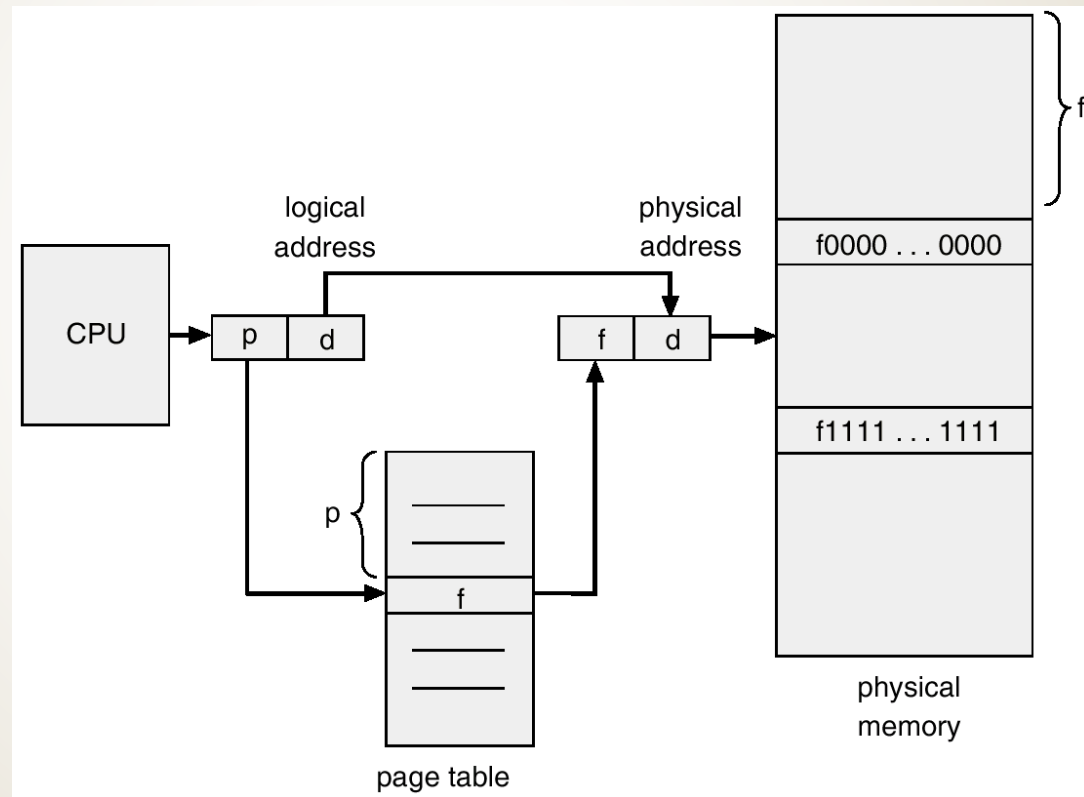 f
logical
address
physical
address
f0000 . . . 0000
CPU
p
d
f
d
f1111 . . . 1111
p
f
physical
memory
page table